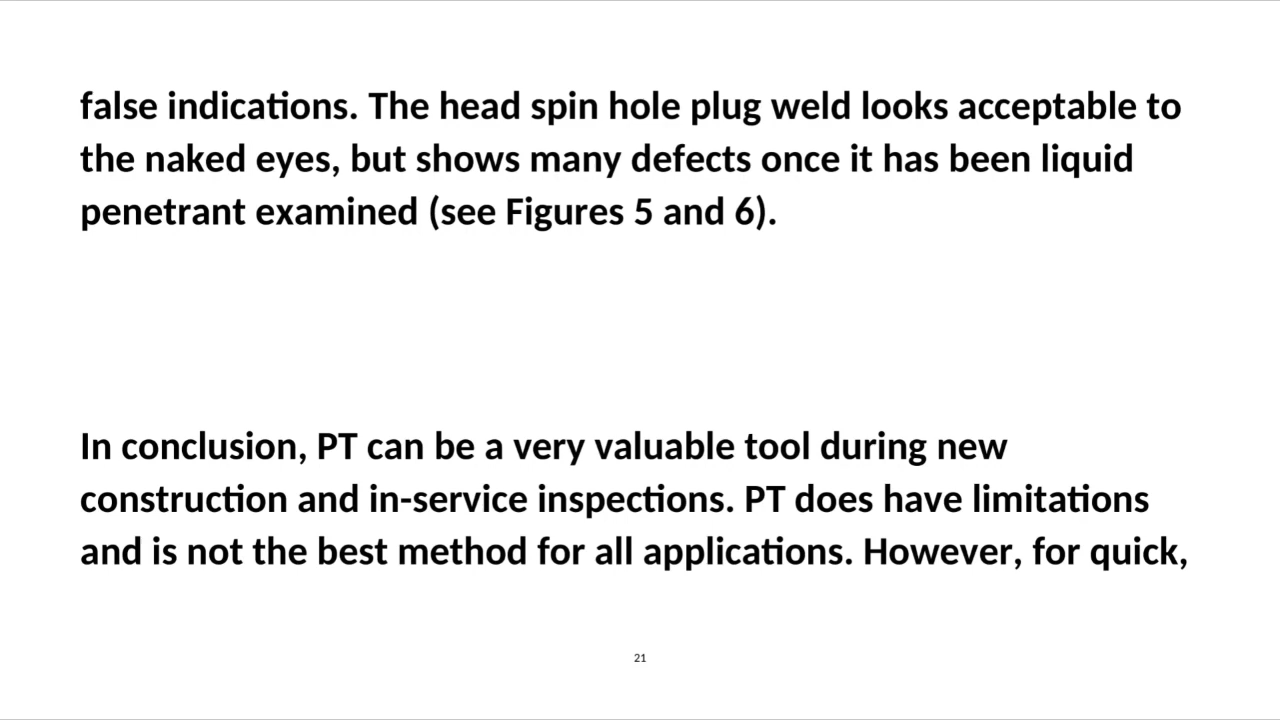 false indications. The head spin hole plug weld looks acceptable to
the naked eyes, but shows many defects once it has been liquid
penetrant examined (see Figures 5 and 6).
In conclusion, PT can be a very valuable tool during new
construction and in-service inspections. PT does have limitations
and is not the best method for all applications. However, for quick,
21